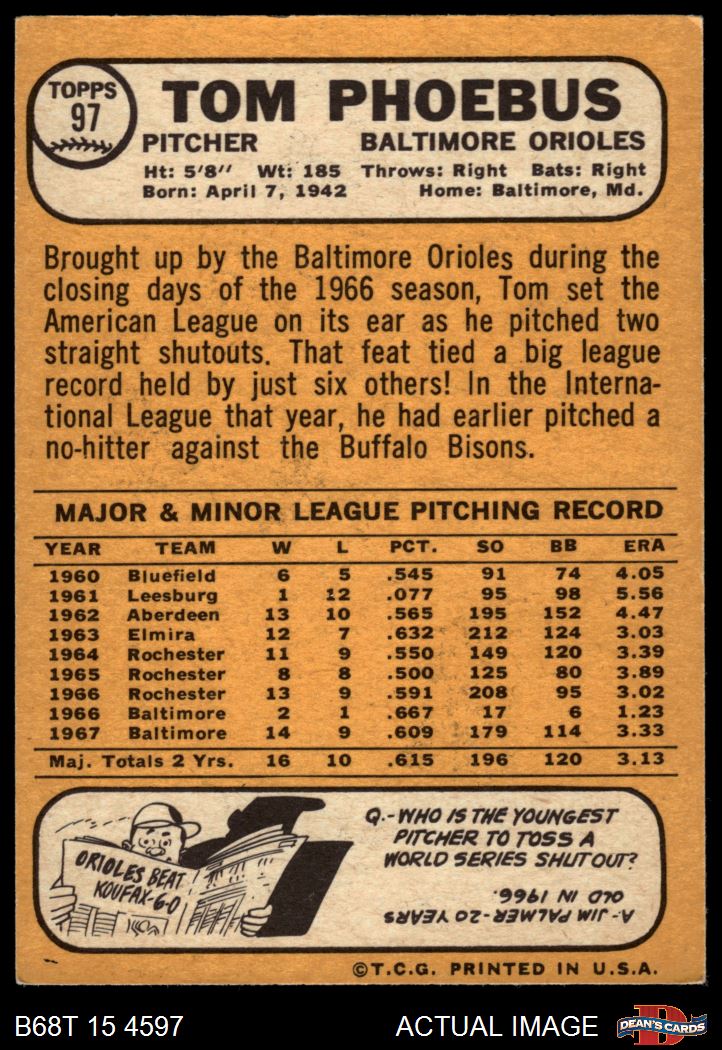 TOPPS
97
TOM PHOEBUS
PITCHER BALTIMORE ORIOLES
Ht: 5'8" Wt: 185 Throws: Right Bats: Right
Born: April 7, 1942 Home: Baltimore, Md.
Brought up by the Baltimore Orioles during the
closing days of the 1966 season, Tom set the
American League on its ear as he pitched two
straight shutouts. That feat tied a big league
record held by just six others! In the Interna-
tional League that year, he had earlier pitched a
no-hitter against the Buffalo Bisons.
MAJOR & MINOR LEAGUE PITCHING RECORD
YEAR TEAM W L PCT. SO BB ERA
1960 Bluefield 6 5 .545 91 74 4.05
1961 Leesburg 1 12 .077 95 98 5.56
1962 Aberdeen 13 10 .565 195 152 4.47
1963 Elmira 12 7 .632 212 124 3.03
1964 Rochester 11 9 .550 149 120 3.39
1965 Rochester 8 8 .500 125 80 3.89
1966 Rochester 13 9 .591 208 95 3.02
1966 Baltimore 2 1 .667 17 6 1.23
1967 Baltimore 14 9 .609 179 114 3.33
Maj. Totals 2 Yrs. 16 10 .615 196 120 3.13
ORIOLES BEAT
KOUFAX-6-0
Q.-WHO IS THE YOUNGEST
PITCHER TO TOSS A
WORLD SERIES SHUTOUT?
A.- JIM PALMER-20 YEARS
OLD IN 1966.
©T.C.G. PRINTED IN U.S.A.
B68T 15 4597 ACTUAL IMAGE
D
DEAN'S CARDS